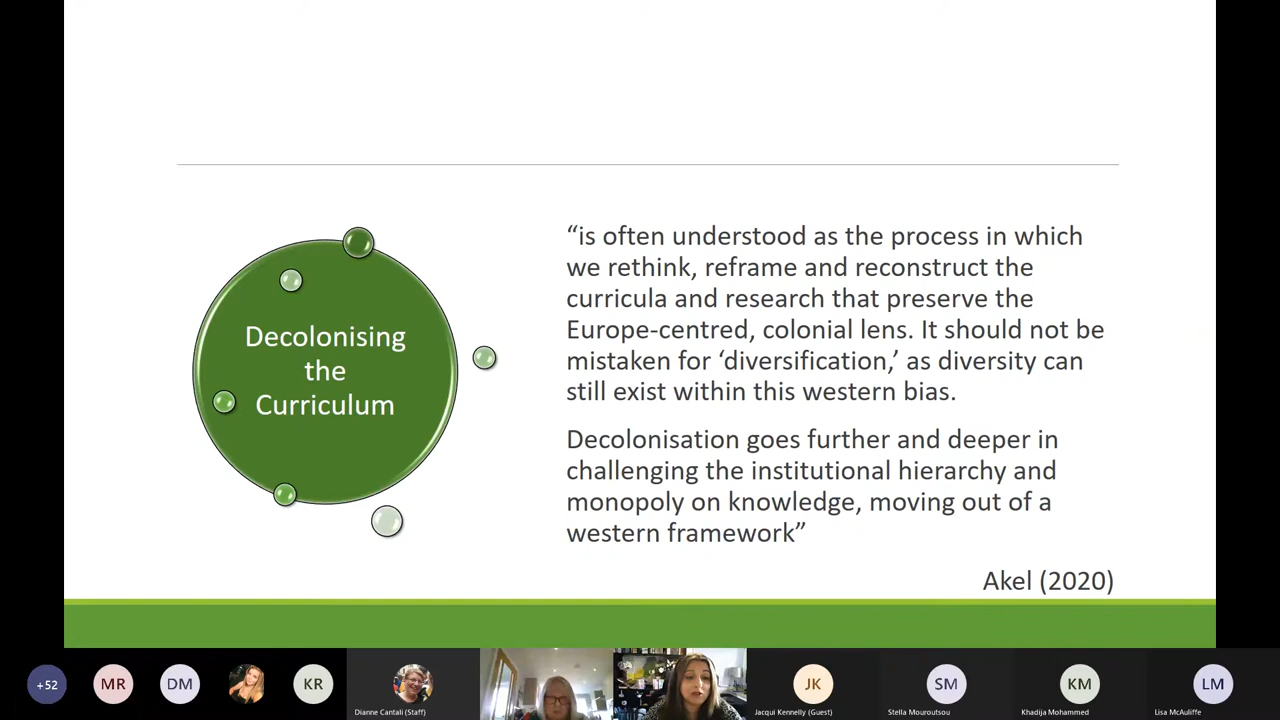 Decolonising
the
Curriculum
“is often understood as the process in which
we rethink, reframe and reconstruct the
curricula and research that preserve the
Europe-centred, colonial lens. It should not be
mistaken for ‘diversification,’ as diversity can
still exist within this western bias.
Decolonisation goes further and deeper in
challenging the institutional hierarchy and
monopoly on knowledge, moving out of a
western framework”
Akel (2020)
+52
MR
DM
KR
Dianne Cantali (Staff)
JK
Jacqui Kennelly (Guest)
SM
Stella Mouroutsou
KM
Khadija Mohammed
LM
Lisa McAuliffe